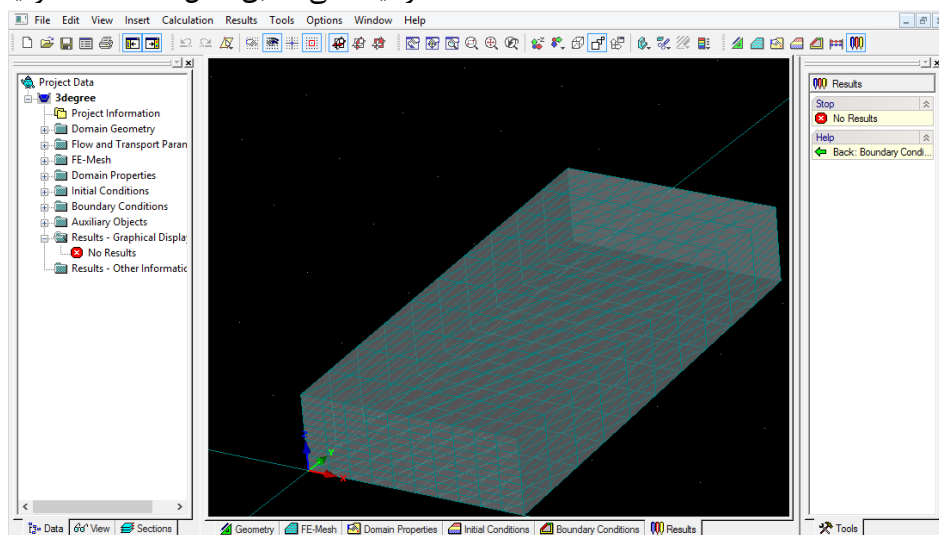 File Edit View Insert Calculation Results Tools Options Window Help
Project Data
3degree
Project Information
Domain Geometry
Flow and Transport Paran
FE-Mesh
Domain Properties
Initial Conditions
Boundary Conditions
Auxiliary Objects
Results - Graphical Display
No Results
Results - Other Informatic
Data View Sections
Z
Y
X
Geometry FE-Mesh Domain Properties Initial Conditions Boundary Conditions Results
Results
Stop
No Results
Help
Back: Boundary Condi...
Tools